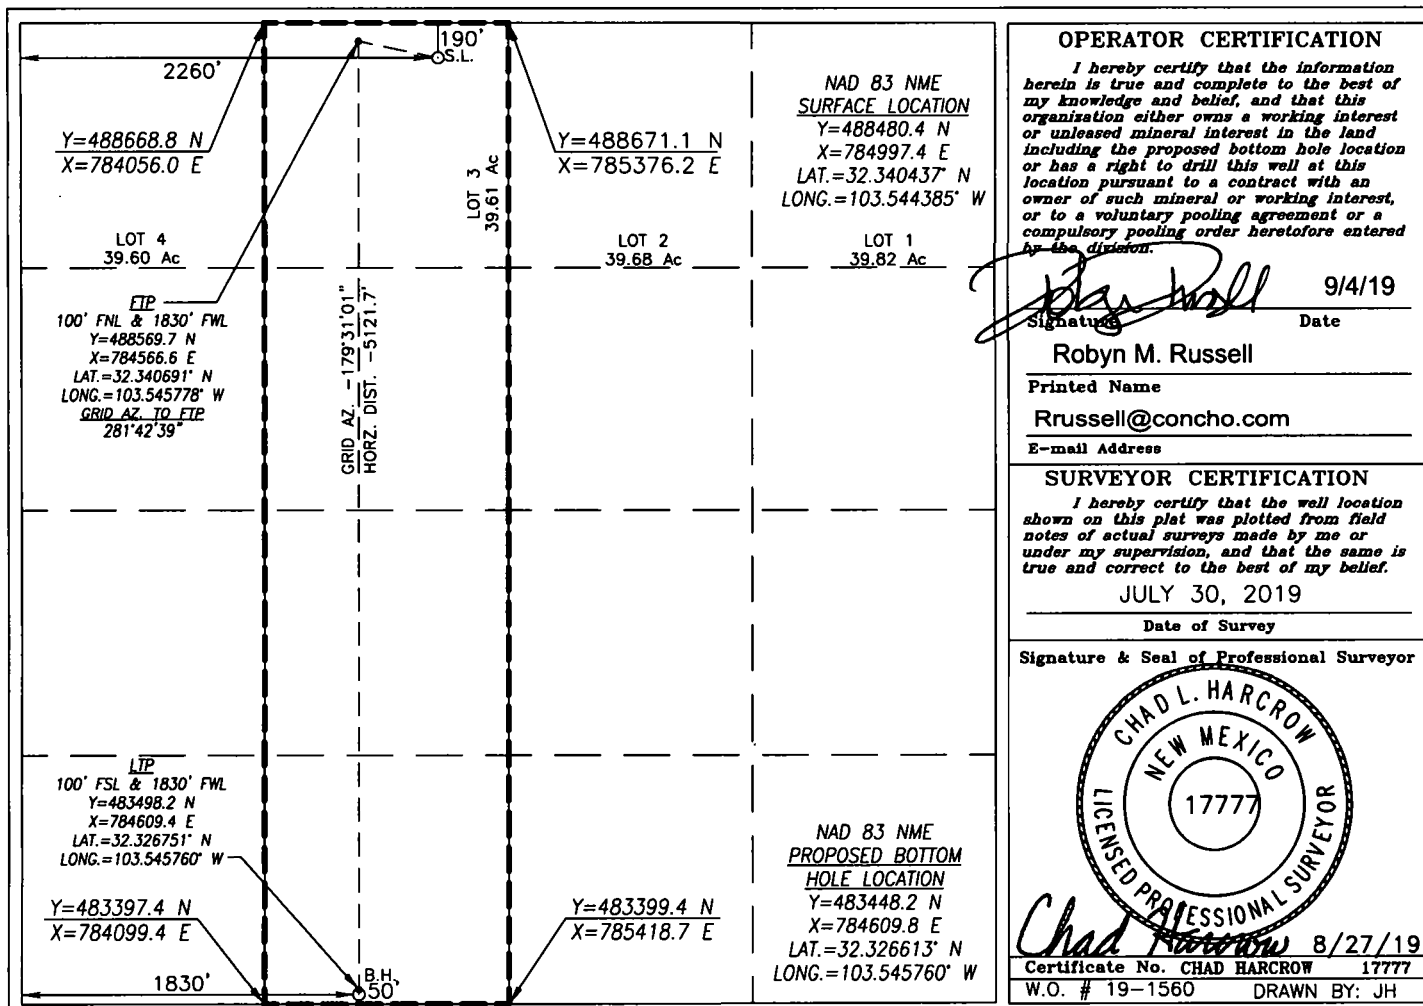 190'
S.L.
2260'
Y=488668.8 N
X=784056.0 E
Y=488671.1 N
X=785376.2 E
NAD 83 NME
SURFACE LOCATION
Y=488480.4 N
X=784997.4 E
LAT.=32.340437° N
LONG.=103.544385° W
LOT 4
39.60 Ac
LOT 3
39.61 Ac
LOT 2
39.68 Ac
LOT 1
39.82 Ac
FTP
100' FNL & 1830' FWL
Y=488569.7 N
X=784566.6 E
LAT.=32.340691° N
LONG.=103.545778° W
GRID AZ. TO FTP
281°42'39"
GRID AZ. -179°31'01"
HORZ. DIST. -5121.7'
LTP
100' FSL & 1830' FWL
Y=483498.2 N
X=784609.4 E
LAT.=32.326751° N
LONG.=103.545760° W
Y=483397.4 N
X=784099.4 E
Y=483399.4 N
X=785418.7 E
NAD 83 NME
PROPOSED BOTTOM
HOLE LOCATION
Y=483448.2 N
X=784609.8 E
LAT.=32.326613° N
LONG.=103.545760° W
1830'
B.H.
50'
OPERATOR CERTIFICATION
I hereby certify that the information
herein is true and complete to the best of
my knowledge and belief, and that this
organization either owns a working interest
or unleased mineral interest in the land
including the proposed bottom hole location
or has a right to drill this well at this
location pursuant to a contract with an
owner of such mineral or working interest,
or to a voluntary pooling agreement or a
compulsory pooling order heretofore entered
by the division.
9/4/19
Signature Date
Robyn M. Russell
Printed Name
Rrussell@concho.com
E-mail Address
SURVEYOR CERTIFICATION
I hereby certify that the well location
shown on this plat was plotted from field
notes of actual surveys made by me or
under my supervision, and that the same is
true and correct to the best of my belief.
JULY 30, 2019
Date of Survey
Signature & Seal of Professional Surveyor
CHAD L. HARCROW
NEW MEXICO
17777
LICENSED PROFESSIONAL SURVEYOR
Chad Harcrow 8/27/19
Certificate No. CHAD HARCROW 17777
W.O. # 19-1560 DRAWN BY: JH